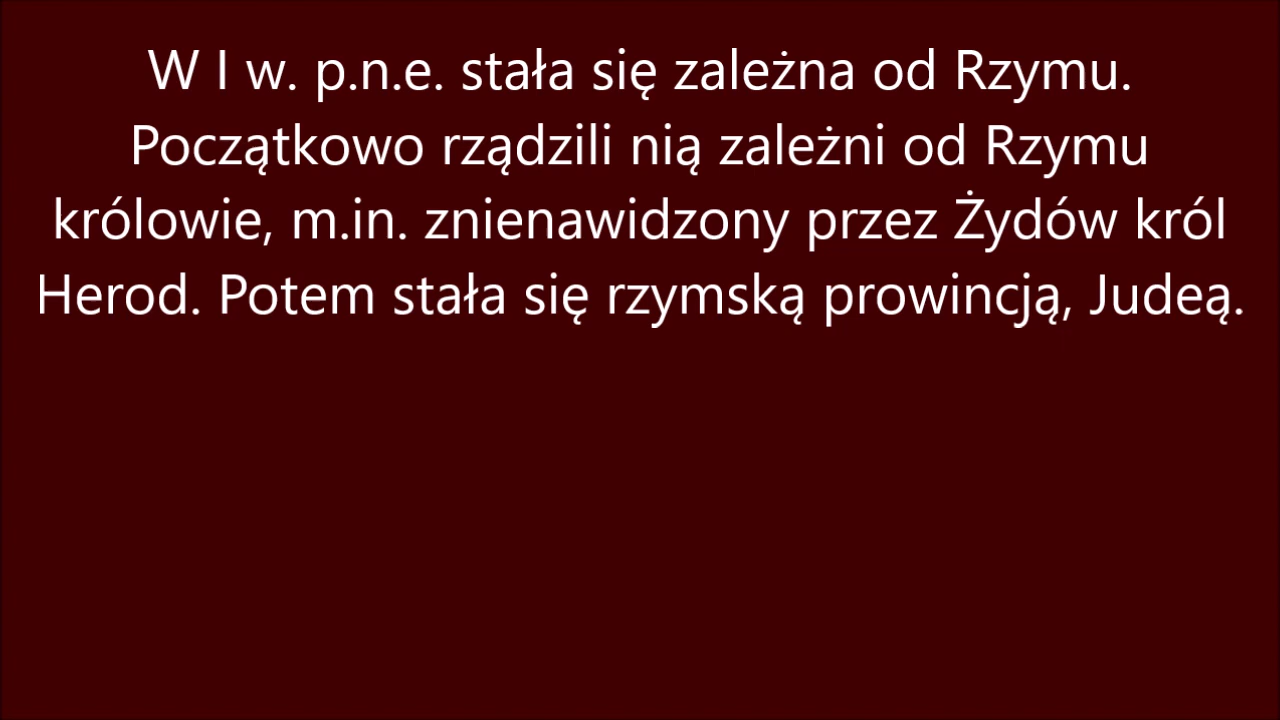 W I w. p.n.e. stała się zależna od Rzymu.
Początkowo rządzili nią zależni od Rzymu
królowie, m.in. znienawidzony przez Żydów król
Herod. Potem stała się rzymską prowincją, Judeą.